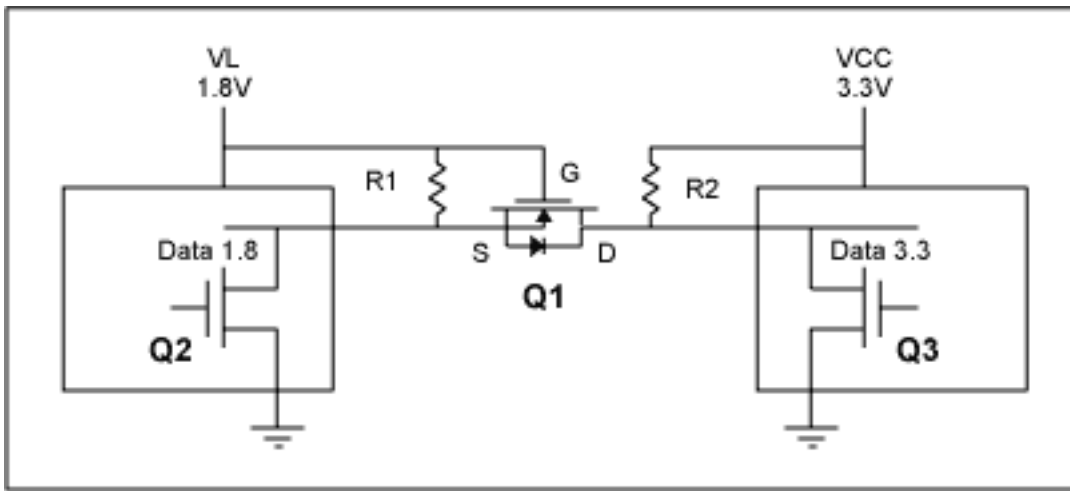 VL
1.8V
VCC
3.3V
R1
G
R2
Data 1.8
S
D
Data 3.3
Q1
Q2
Q3